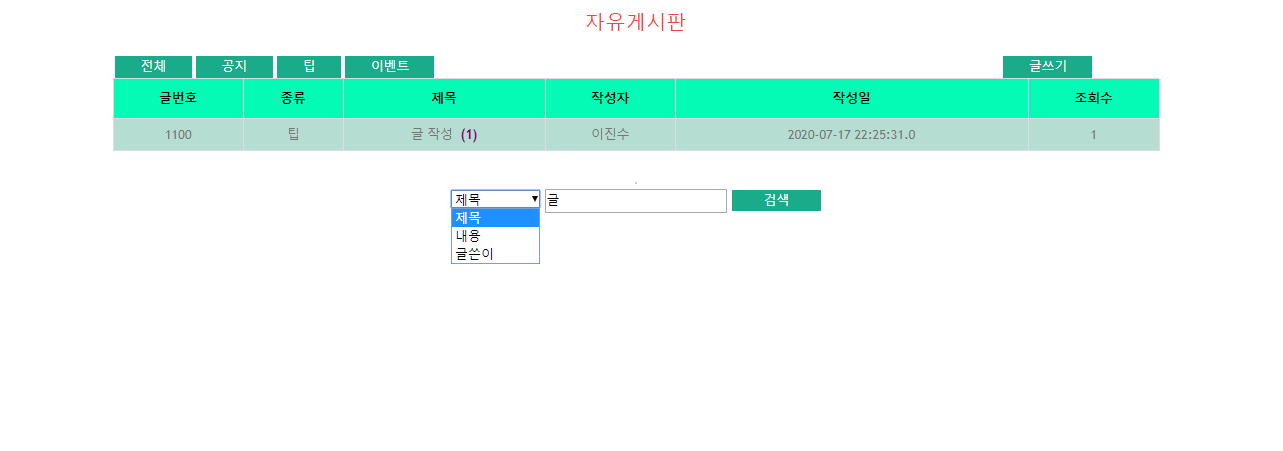 자유게시판
전체 공지 팁 이벤트 글쓰기
글번호 종류 제목 작성자 작성일 조회수
1100 팁 글 작성 (1) 이진수 2020-07-17 22:25:31.0 1
제목 글 검색
제목
내용
글쓴이